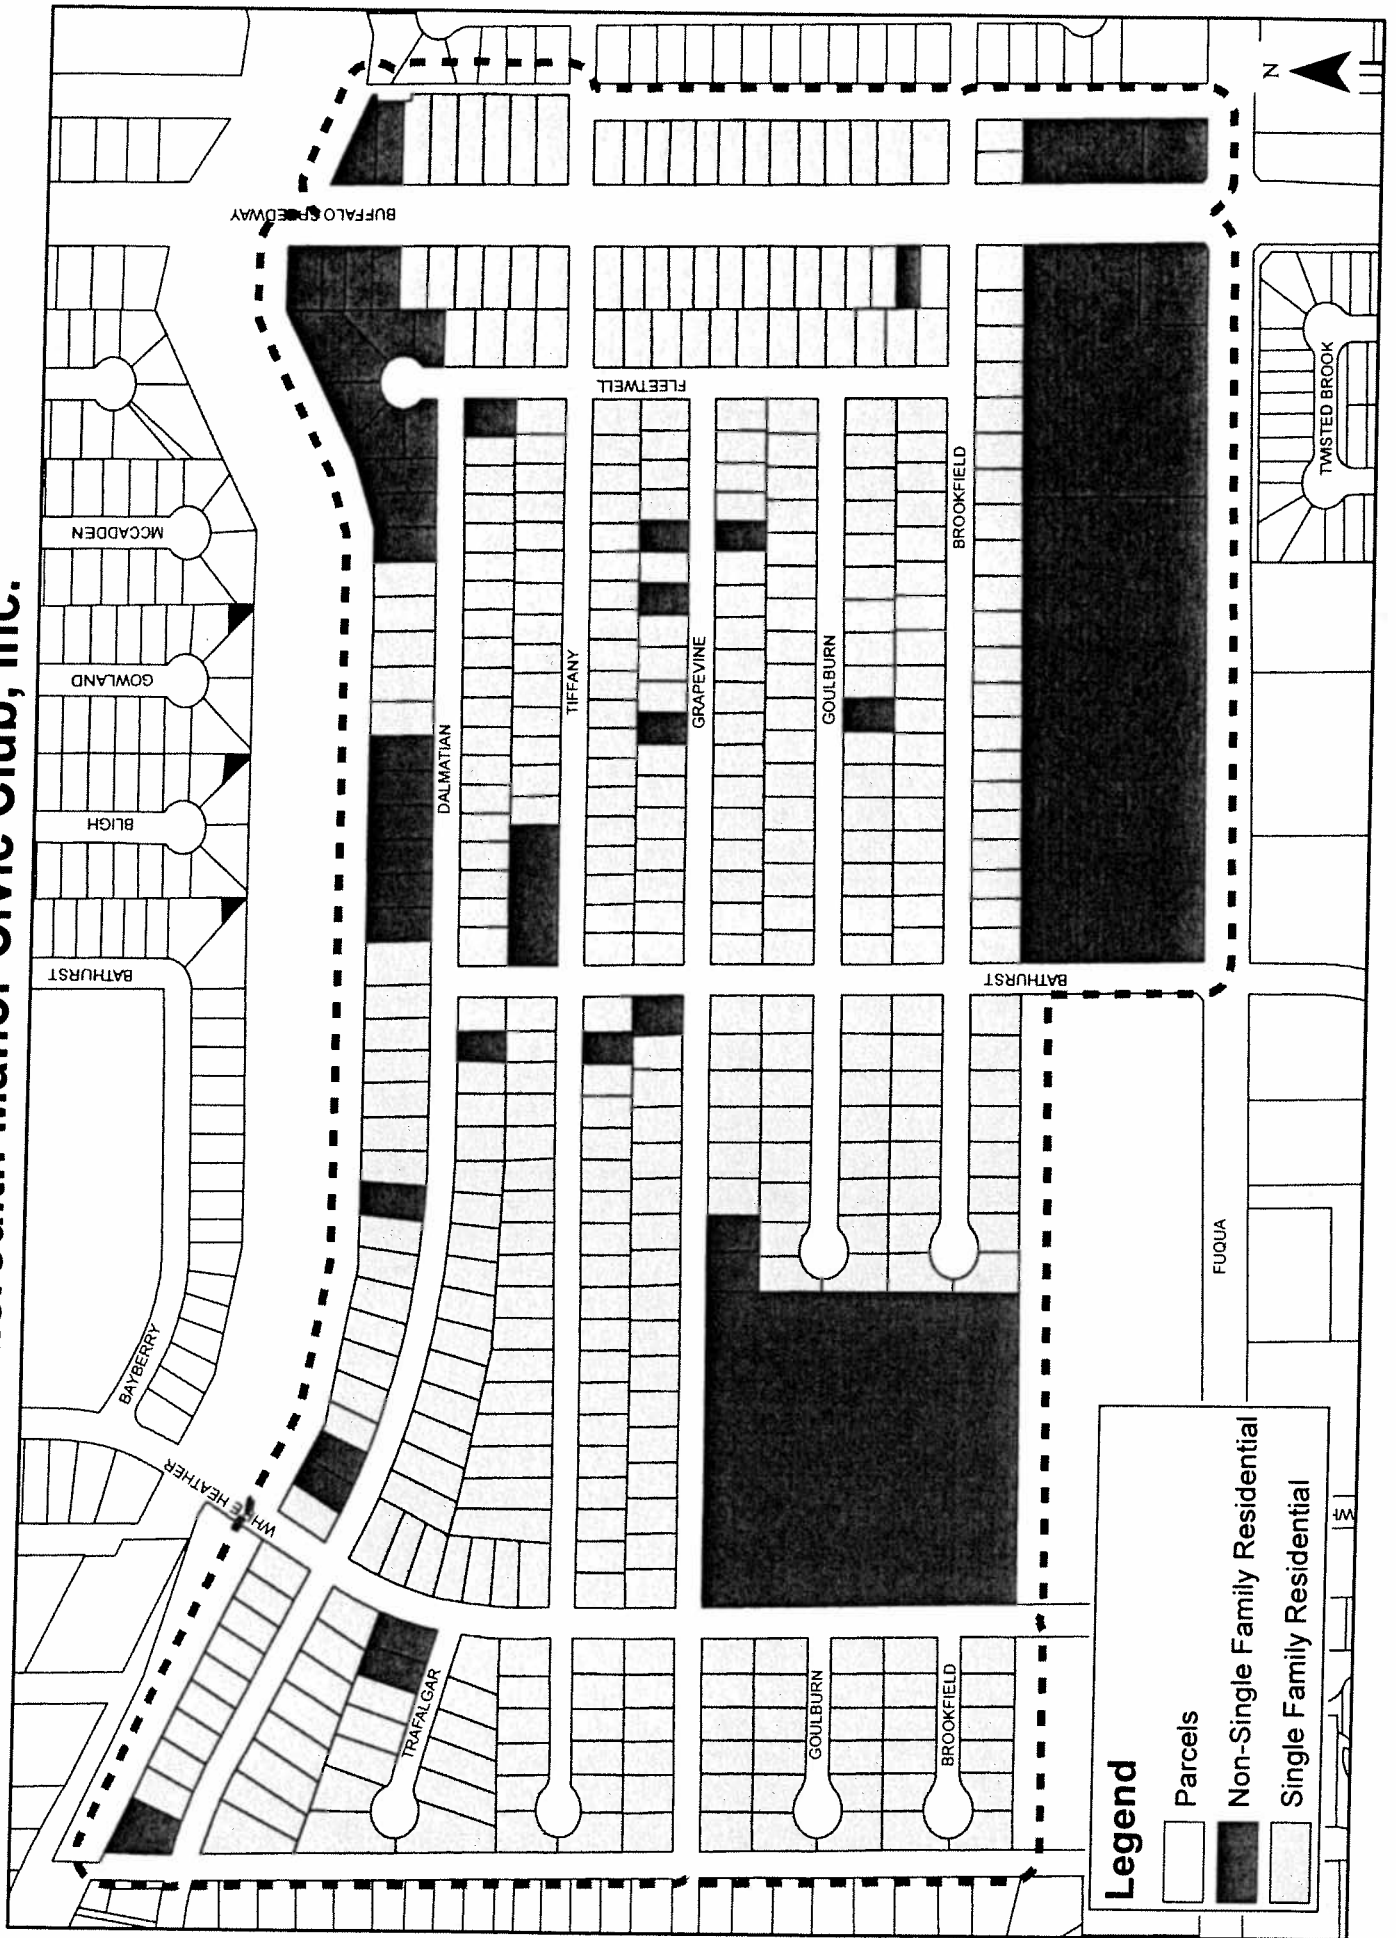 Civic Club, Inc.
BUFFALO SPEEDWAY
MCCADDEN
GOWLAND
BLIGH
BATHURST
BAYBERRY
WHITE HEATHER
FLEETWELL
TIFFANY
DALMATIAN
GRAPEVINE
GOULBURN
BROOKFIELD
BATHURST
TWISTED BROOK
FUQUA
TRAFALGAR
GOULBURN
BROOKFIELD
N
Legend
Parcels
Non-Single Family Residential
Single Family Residential